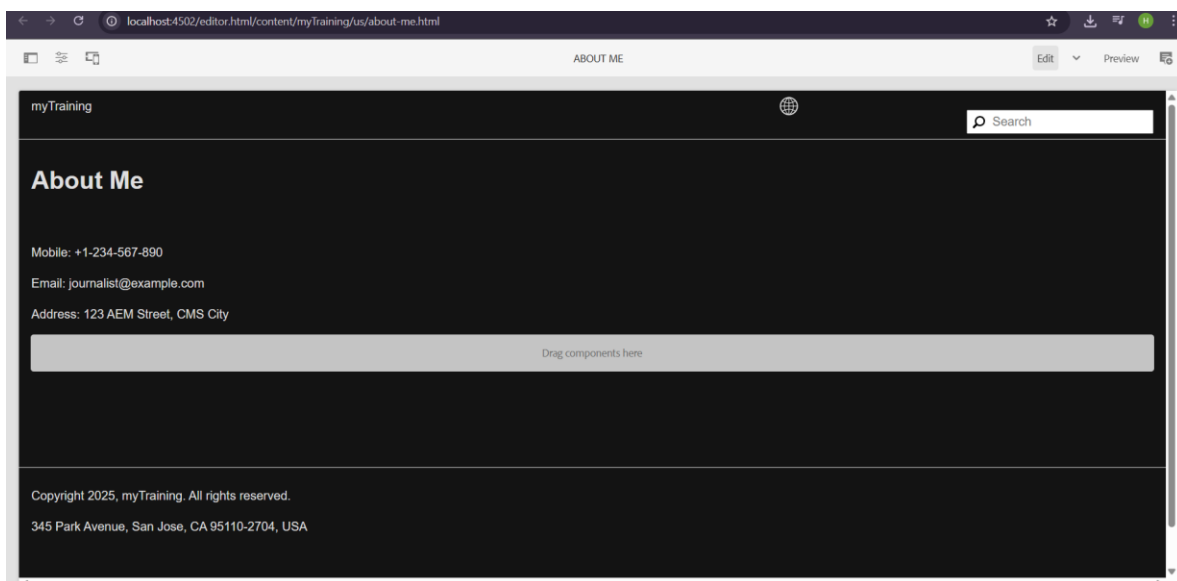 localhost:4502/editor.html/content/myTraining/us/about-me.html
H
ABOUT ME
Edit
Preview
myTraining
Search
About Me
Mobile: +1-234-567-890
Email: journalist@example.com
Address: 123 AEM Street, CMS City
Drag components here
Copyright 2025, myTraining. All rights reserved.
345 Park Avenue, San Jose, CA 95110-2704, USA